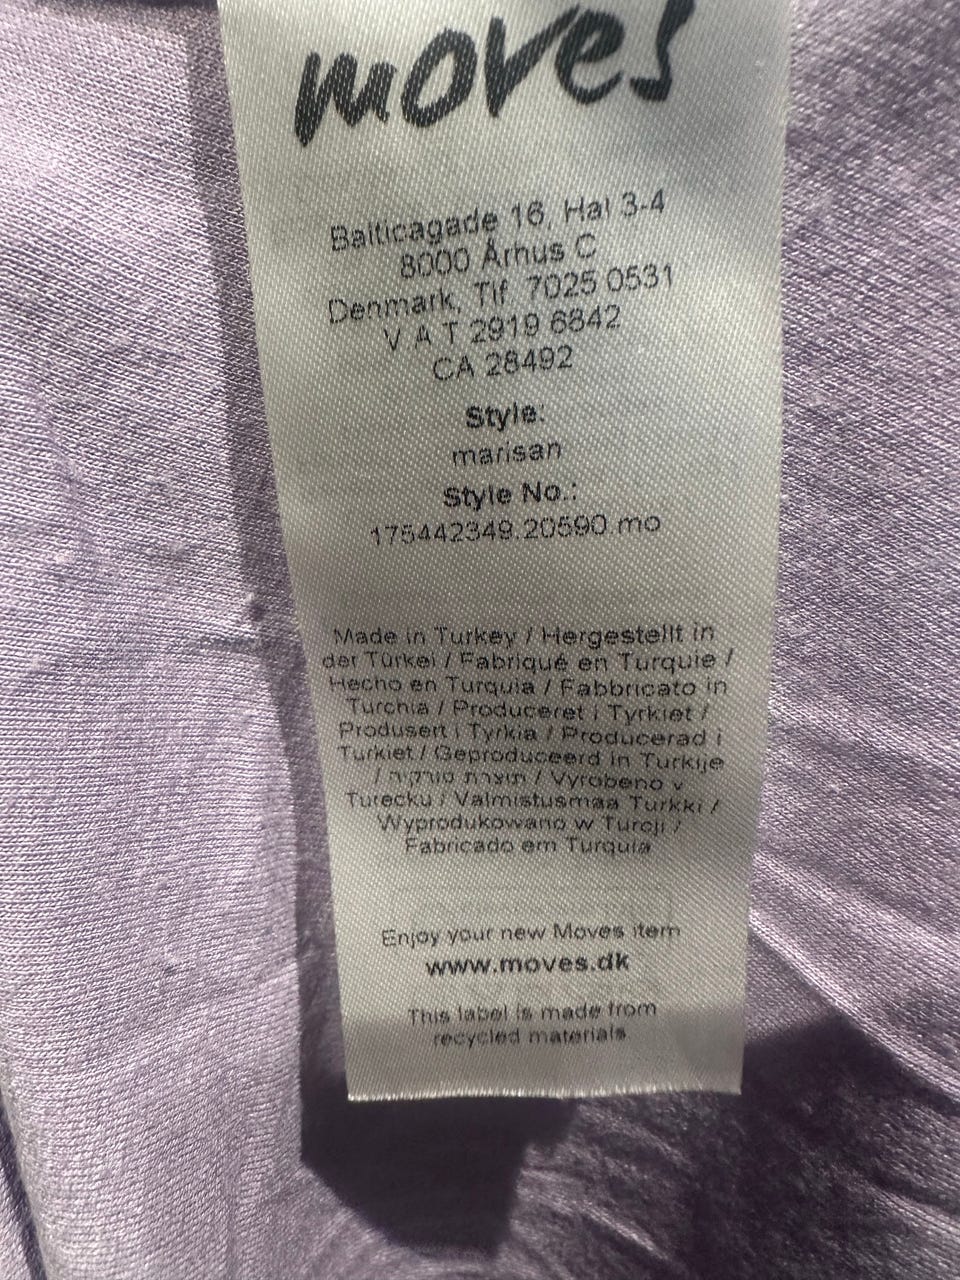 moves
Balticagade 16, Hal 3-4
8000 Århus C
Denmark, Tlf. 7025 0531
V A T 2919 6842
CA 28492
Style:
marisan
Style No.:
175442349.20590.mo
Made in Turkey / Hergestellt in
der Türkei / Fabriqué en Turquie /
Hecho en Turquia / Fabbricato in
Turchia / Produceret i Tyrkiet /
Produsert i Tyrkia / Producerad i
Turkiet / Geproduceerd in Turkije
/ תוצרת טורקיה / Vyrobeno v
Turecku / Valmistusmaa Turkki /
Wyprodukowano w Turcji /
Fabricado em Turquia
Enjoy your new Moves item
www.moves.dk
This label is made from
recycled materials